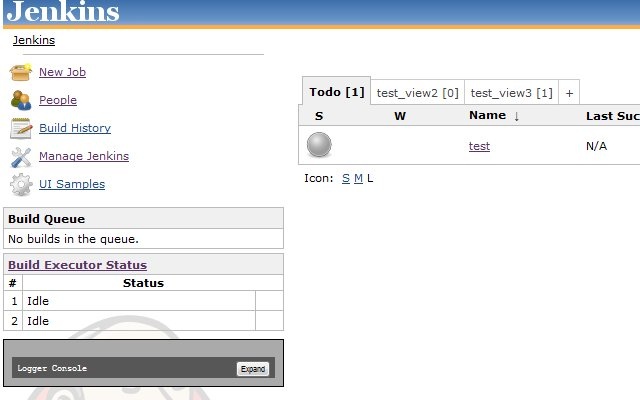 Jenkins
Jenkins
New Job
People
Build History
Manage Jenkins
UI Samples
Build Queue
No builds in the queue.
Build Executor Status
# Status
1 Idle
2 Idle
Logger Console Expand
Todo [1] test_view2 [0] test_view3 [1] +
S W Name ↓ Last Suc
test N/A
Icon: S M L